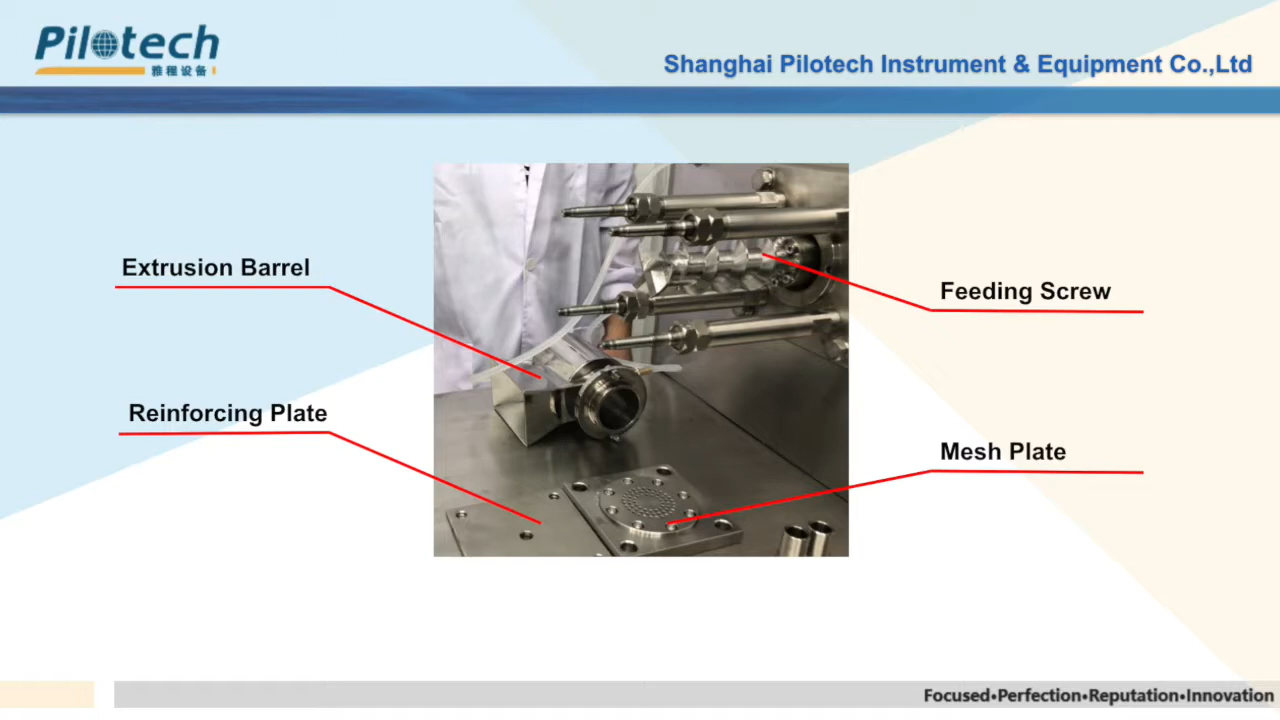 Pilotech
雅程设备
Shanghai Pilotech Instrument & Equipment Co.,Ltd
Extrusion Barrel
Feeding Screw
Reinforcing Plate
Mesh Plate
Focused•Perfection•Reputation•Innovation